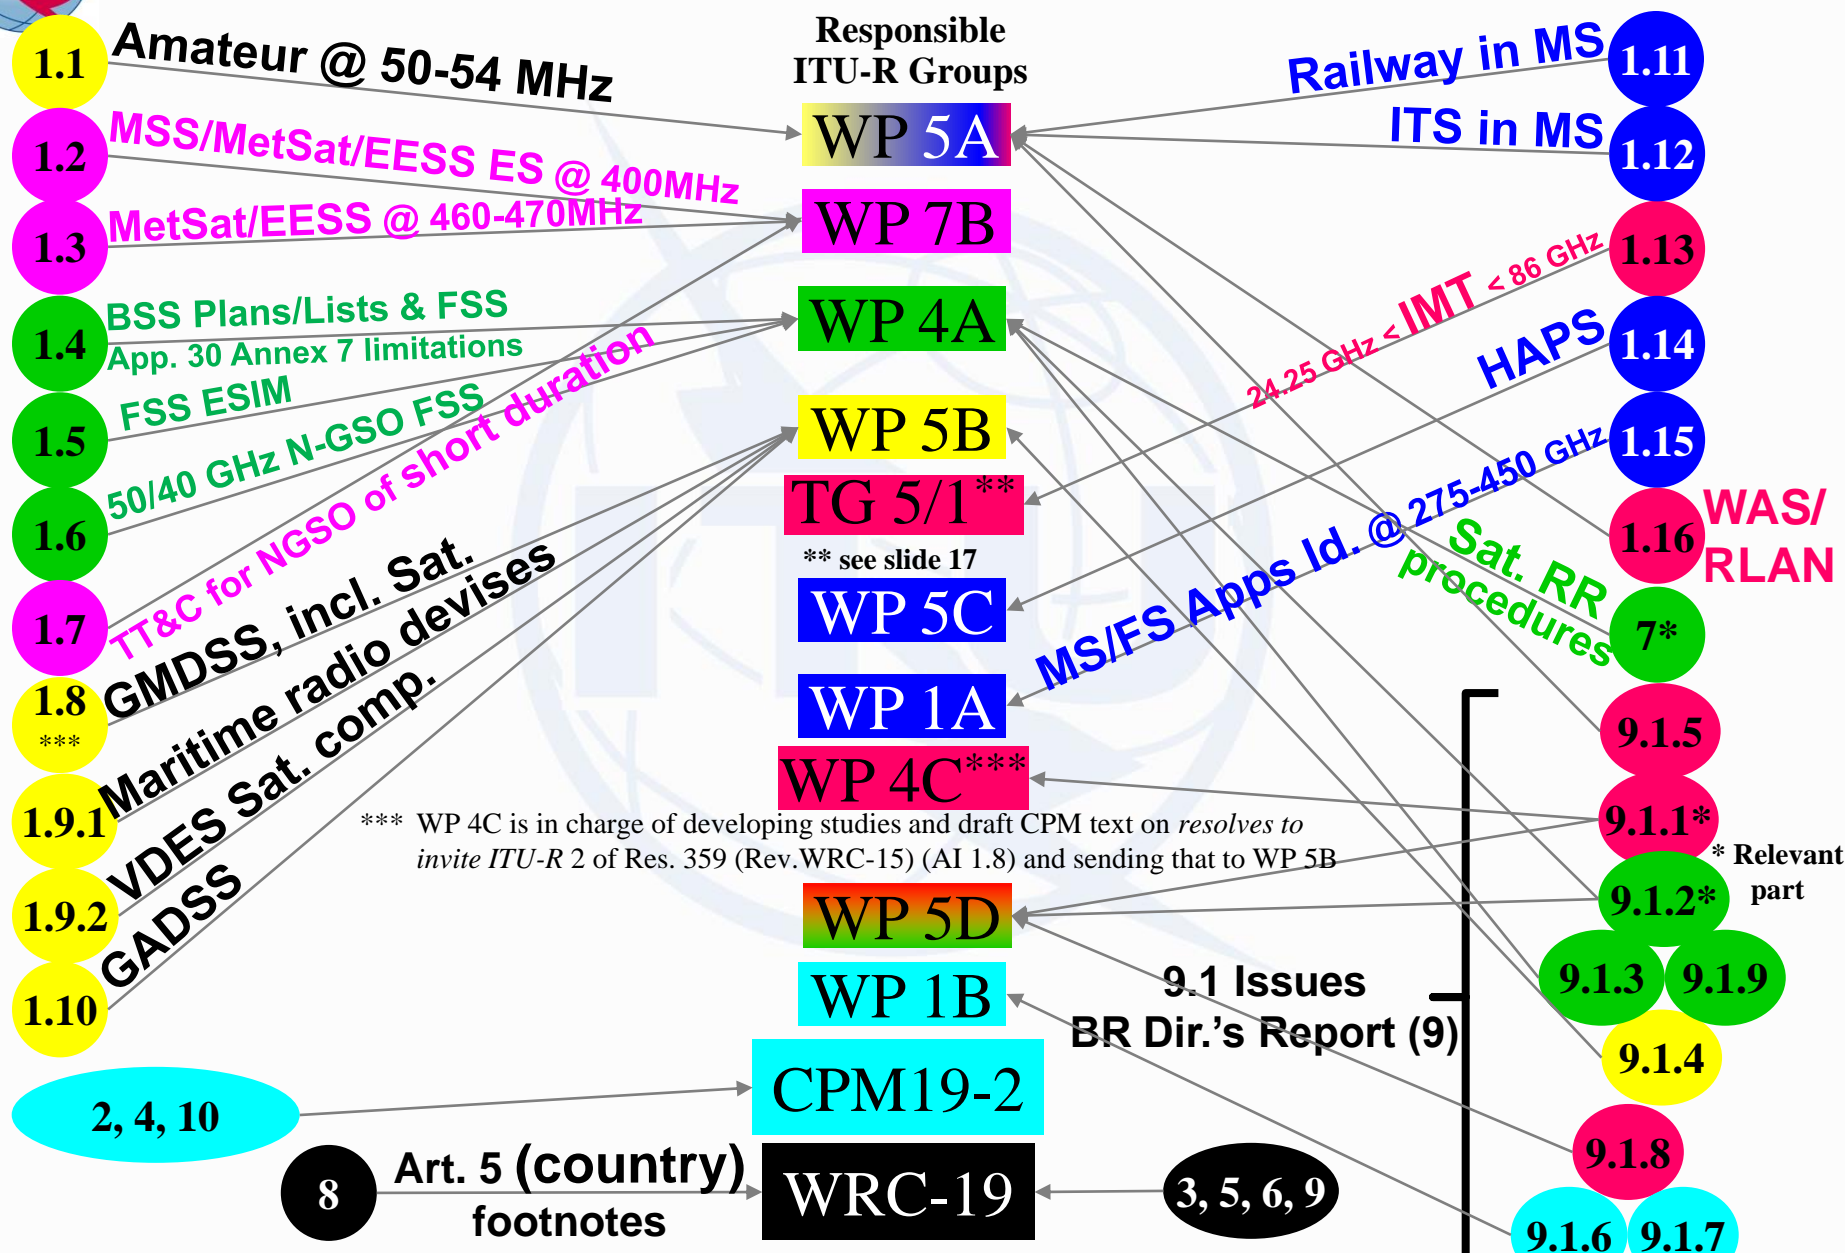 Responsible
ITU-R Groups
1.1
Amateur @ 50-54 MHz
1.2
MSS/MetSat/EESS ES @ 400MHz
1.3
MetSat/EESS @ 460-470MHz
1.4
BSS Plans/Lists & FSS
App. 30 Annex 7 limitations
1.5
FSS ESIM
1.6
50/40 GHz N-GSO FSS
1.7
TT&C for NGSO of short duration
1.8
***
GMDSS, incl. Sat.
1.9.1
Maritime radio devises
1.9.2
VDES Sat. comp.
1.10
GADSS
2, 4, 10
8
Art. 5 (country)
footnotes
WP 5A
WP 7B
WP 4A
WP 5B
TG 5/1**
** see slide 17
WP 5C
WP 1A
WP 4C***
*** WP 4C is in charge of developing studies and draft CPM text on resolves to
invite ITU-R 2 of Res. 359 (Rev.WRC-15) (AI 1.8) and sending that to WP 5B
WP 5D
WP 1B
CPM19-2
WRC-19
Railway in MS
1.11
ITS in MS
1.12
24.25 GHz < IMT < 86 GHz
1.13
HAPS
1.14
MS/FS Apps Id. @ 275-450 GHz
1.15
1.16
WAS/
RLAN
Sat. RR
procedures
7*
9.1.5
9.1.1*
* Relevant
part
9.1.2*
9.1.3
9.1.9
9.1 Issues
BR Dir.'s Report (9)
9.1.4
9.1.8
9.1.6
9.1.7
3, 5, 6, 9
ITU